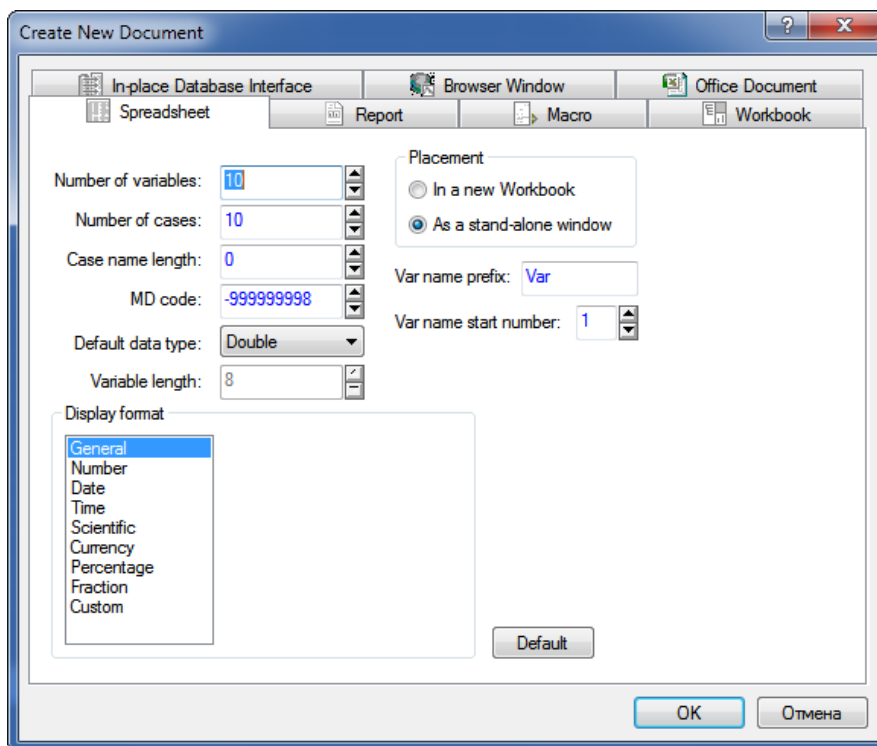 Create New Document
In-place Database Interface Browser Window Office Document
Spreadsheet Report Macro Workbook
Number of variables: 10
Number of cases: 10
Case name length: 0
MD code: -999999998
Default data type: Double
Variable length: 8
Placement
In a new Workbook
As a stand-alone window
Var name prefix: Var
Var name start number: 1
Display format
General
Number
Date
Time
Scientific
Currency
Percentage
Fraction
Custom
Default
OK Отмена